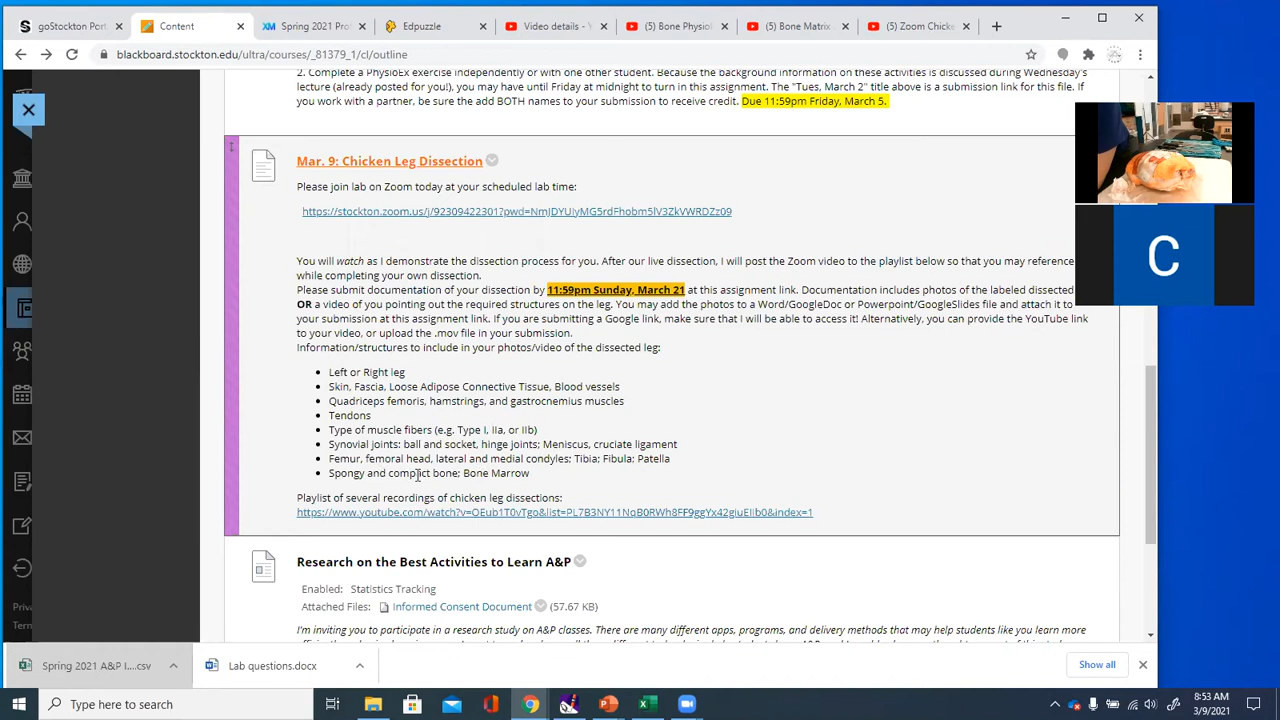 goStockton Port
Content
Spring 2021 Pro
Edpuzzle
Video details - Y
(5) Bone Physiol
(5) Bone Matrix
(5) Zoom Chicke
blackboard.stockton.edu/ultra/courses/_81379_1/cl/outline
2. Complete a PhysioEx exercise independently or with one other student. Because the background information on these activities is discussed during Wednesday's
lecture (already posted for you!), you may have until Friday at midnight to turn in this assignment. The "Tues, March 2" title above is a submission link for this file. If
you work with a partner, be sure the add BOTH names to your submission to receive credit. Due 11:59pm Friday, March 5.
Mar. 9: Chicken Leg Dissection
Please join lab on Zoom today at your scheduled lab time:
https://stockton.zoom.us/j/92309422301?pwd=NmJDYUIyMG5rdFhobm5lV3ZkVWRDZz09
You will watch as I demonstrate the dissection process for you. After our live dissection, I will post the Zoom video to the playlist below so that you may reference
while completing your own dissection.
Please submit documentation of your dissection by 11:59pm Sunday, March 21 at this assignment link. Documentation includes photos of the labeled dissected
OR a video of you pointing out the required structures on the leg. You may add the photos to a Word/GoogleDoc or Powerpoint/GoogleSlides file and attach it to
your submission at this assignment link. If you are submitting a Google link, make sure that I will be able to access it! Alternatively, you can provide the YouTube link
to your video, or upload the .mov file in your submission.
Information/structures to include in your photos/video of the dissected leg:
• Left or Right leg
• Skin, Fascia, Loose Adipose Connective Tissue, Blood vessels
• Quadriceps femoris, hamstrings, and gastrocnemius muscles
• Tendons
• Type of muscle fibers (e.g. Type I, IIa, or IIb)
• Synovial joints: ball and socket, hinge joints; Meniscus, cruciate ligament
• Femur, femoral head, lateral and medial condyles; Tibia; Fibula; Patella
• Spongy and compact bone; Bone Marrow
Playlist of several recordings of chicken leg dissections:
https://www.youtube.com/watch?v=OEub1T0vTgo&list=PL7B3NY11NqB0RWh8FF9ggYx42giuEIib0&index=1
Research on the Best Activities to Learn A&P
Enabled: Statistics Tracking
Attached Files: Informed Consent Document (57.67 KB)
I'm inviting you to participate in a research study on A&P classes. There are many different apps, programs, and delivery methods that may help students like you learn more
Priva
Term
C
Spring 2021 A&P I....csv
Lab questions.docx
Show all
Type here to search
8:53 AM
3/9/2021